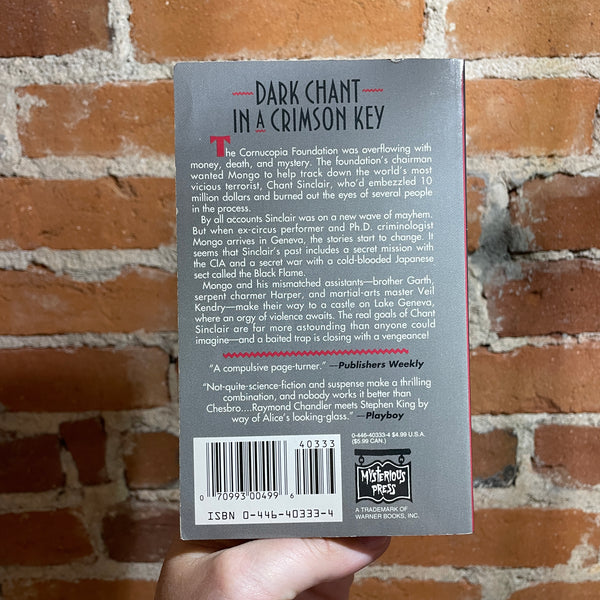 DARK CHANT
IN A CRIMSON KEY
The Cornucopia Foundation was overflowing with
money, death, and mystery. The foundation's chairman
wanted Mongo to help track down the world's most
vicious terrorist, Chant Sinclair, who'd embezzled 10
million dollars and burned out the eyes of several people
in the process.
By all accounts Sinclair was on a new wave of mayhem.
But when ex-circus performer and Ph.D. criminologist
Mongo arrives in Geneva, the stories start to change. It
seems that Sinclair's past includes a secret mission with
the CIA and a secret war with a cold-blooded Japanese
sect called the Black Flame.
Mongo and his mismatched assistants—brother Garth,
serpent charmer Harper, and martial-arts master Veil
Kendry—make their way to a castle on Lake Geneva,
where an orgy of violence awaits. The real goals of Chant
Sinclair are far more astounding than anyone could
imagine—and a baited trap is closing with a vengeance!
"A compulsive page-turner." —Publishers Weekly
"Not-quite-science-fiction and suspense make a thrilling
combination, and nobody works it better than
Chesbro....Raymond Chandler meets Stephen King by
way of Alice's looking-glass." —Playboy
40333
0 70993 00499 6
ISBN 0-446-40333-4
0-446-40333-4 $4.99 U.S.A.
($5.99 CAN.)
MYSTERIOUS
PRESS
A TRADEMARK OF
WARNER BOOKS, INC.